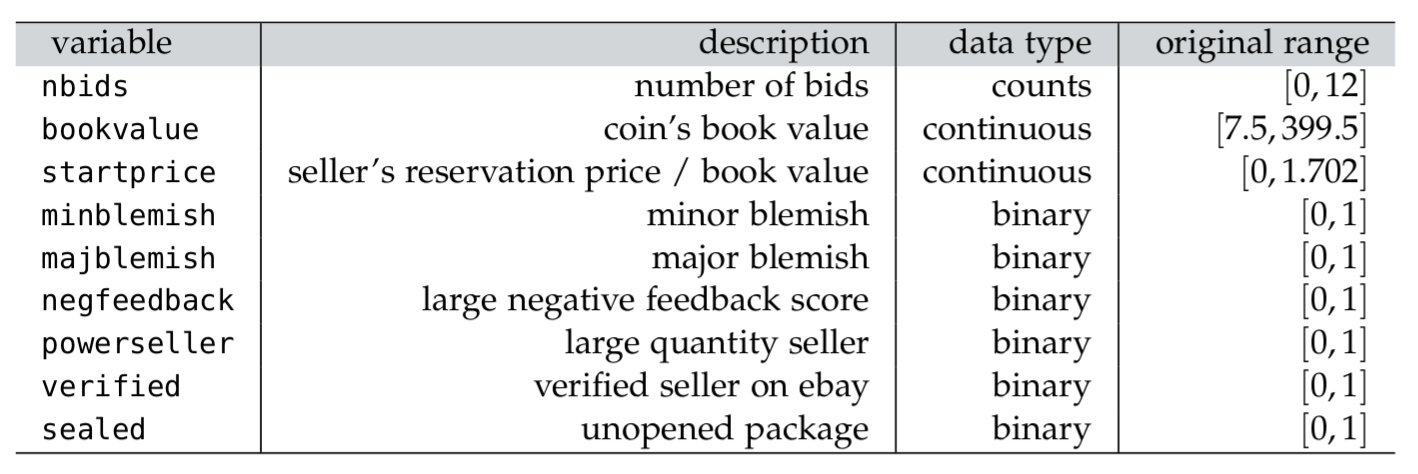 variable description data type original range
nbids number of bids counts [0, 12]
bookvalue coin's book value continuous [7.5, 399.5]
startprice seller's reservation price / book value continuous [0, 1.702]
minblemish minor blemish binary [0, 1]
majblemish major blemish binary [0, 1]
negfeedback large negative feedback score binary [0, 1]
powerseller large quantity seller binary [0, 1]
verified verified seller on ebay binary [0, 1]
sealed unopened package binary [0, 1]